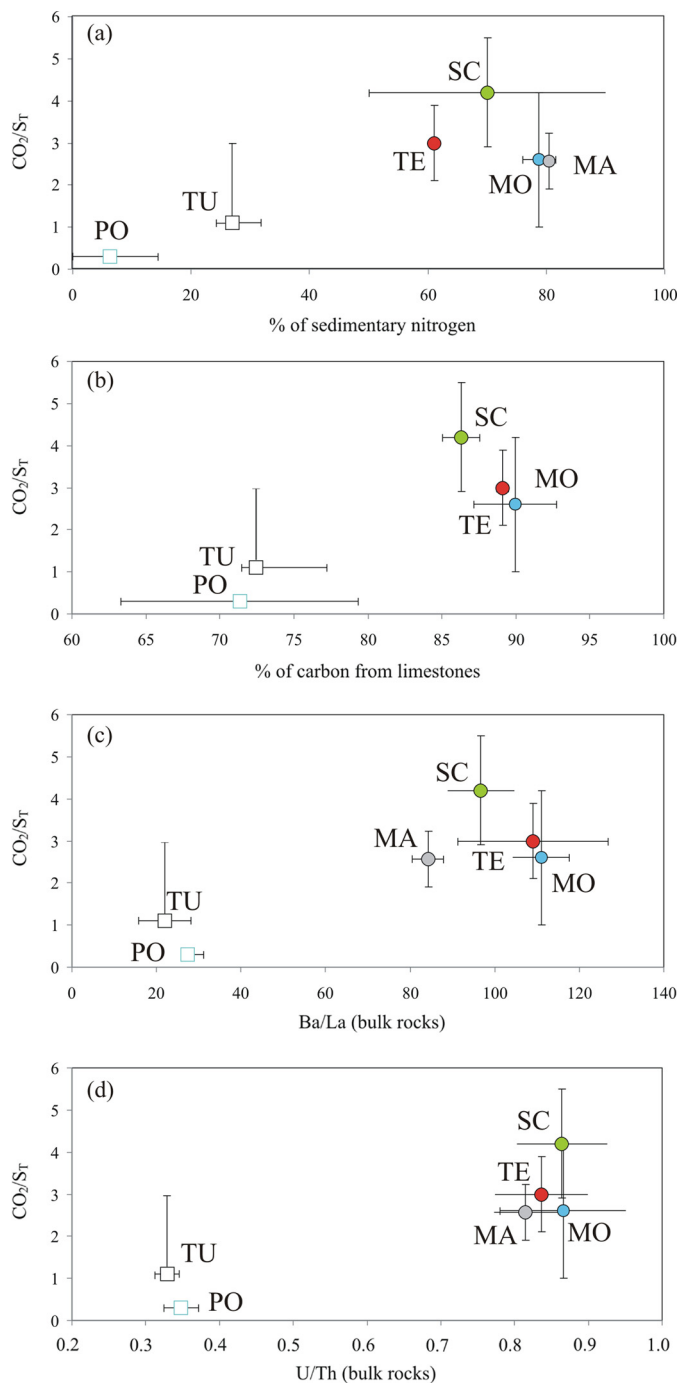 (a)
6
5
4
3
2
1
0
CO₂/S_T
SC
TE
MO
MA
TU
PO
0 20 40 60 80 100
% of sedimentary nitrogen
(b)
6
5
4
3
2
1
0
CO₂/S_T
SC
MO
TE
TU
PO
60 65 70 75 80 85 90 95 100
% of carbon from limestones
(c)
6
5
4
3
2
1
0
CO₂/S_T
SC
MA
TE
MO
TU
PO
0 20 40 60 80 100 120 140
Ba/La (bulk rocks)
(d)
6
5
4
3
2
1
0
CO₂/S_T
SC
TE
MA
MO
TU
PO
0.2 0.3 0.4 0.5 0.6 0.7 0.8 0.9 1.0
U/Th (bulk rocks)